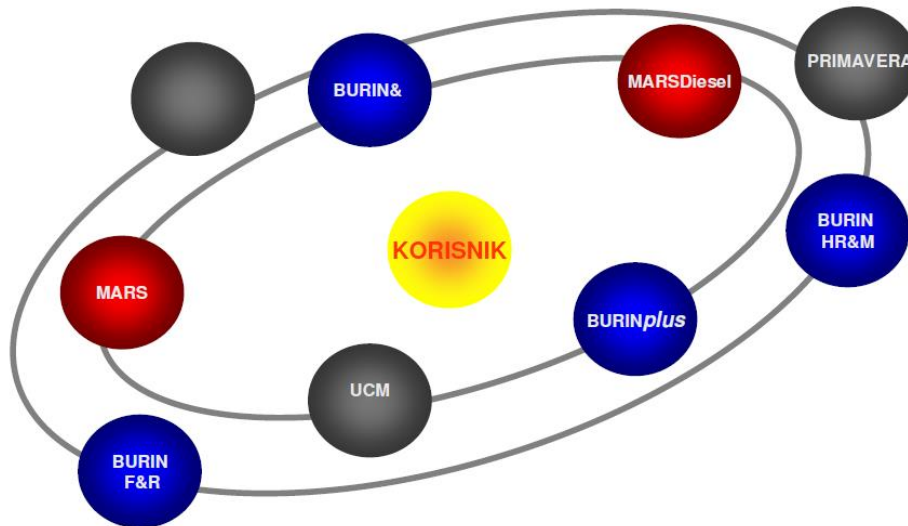 PRIMAVERA
MARSDiesel
BURIN&
BURIN
HR&M
KORISNIK
MARS
BURINplus
UCM
BURIN
F&R